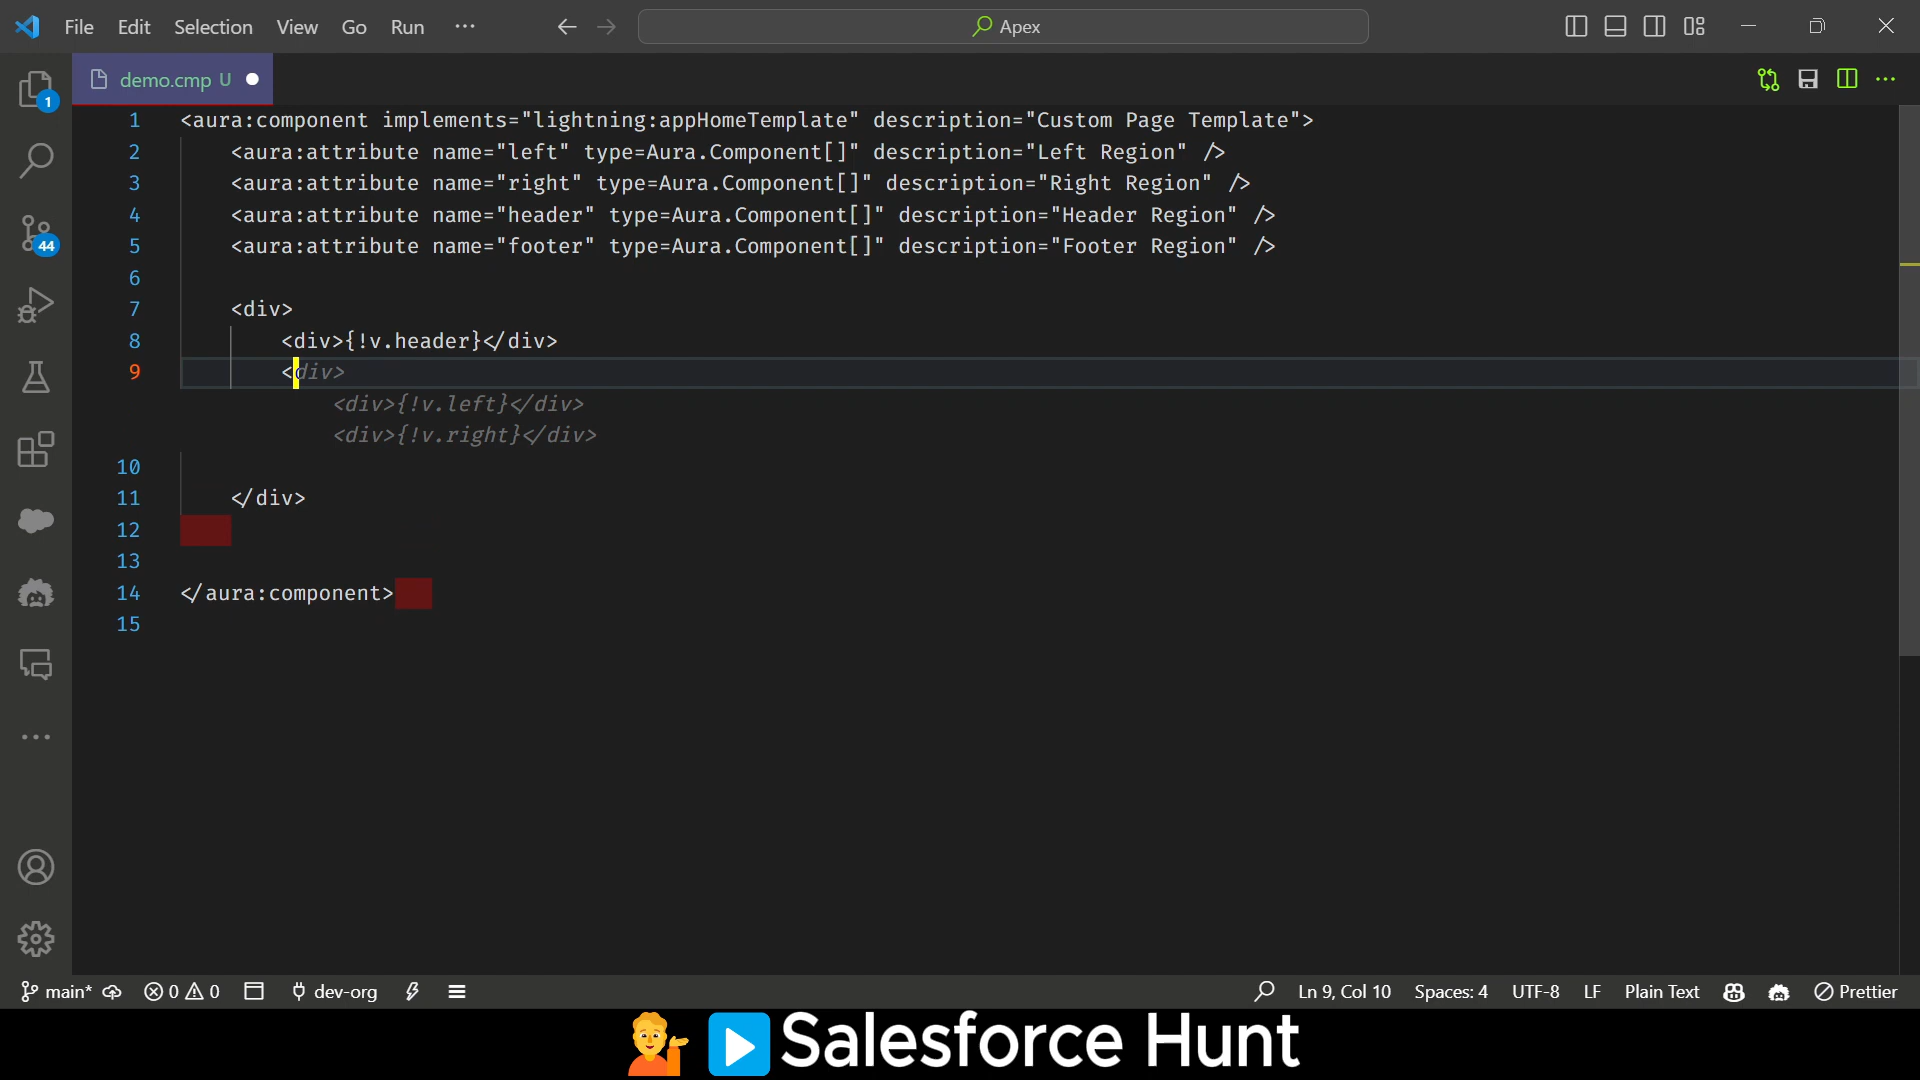 File Edit Selection View Go Run ··· Apex
demo.cmp U
1 <aura:component implements="lightning:appHomeTemplate" description="Custom Page Template">
2 <aura:attribute name="left" type=Aura.Component[]" description="Left Region" />
3 <aura:attribute name="right" type=Aura.Component[]" description="Right Region" />
4 <aura:attribute name="header" type=Aura.Component[]" description="Header Region" />
5 <aura:attribute name="footer" type=Aura.Component[]" description="Footer Region" />
6
7 <div>
8 <div>{!v.header}</div>
9 <div>
<div>{!v.left}</div>
<div>{!v.right}</div>
10
11 </div>
12
13
14 </aura:component>
15
1
44
main* 0 0 dev-org Ln 9, Col 10 Spaces: 4 UTF-8 LF Plain Text Prettier
Salesforce Hunt